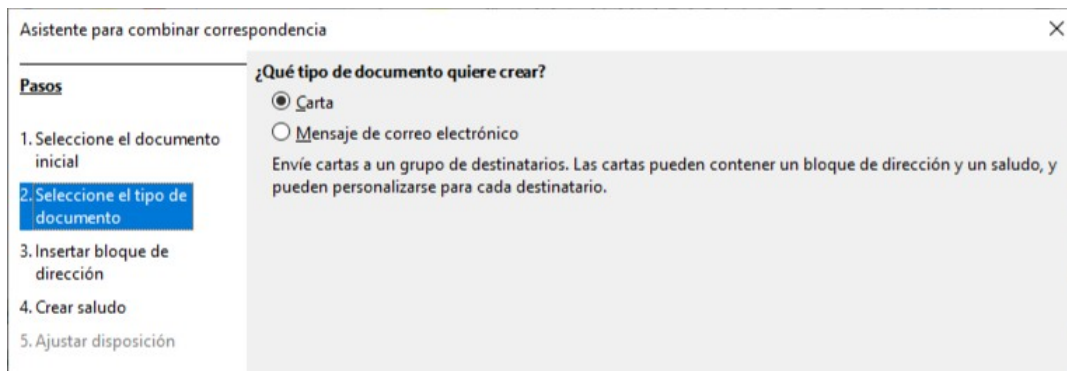 Asistente para combinar correspondencia
Pasos
1. Seleccione el documento
inicial
2. Seleccione el tipo de
documento
3. Insertar bloque de
dirección
4. Crear saludo
5. Ajustar disposición
¿Qué tipo de documento quiere crear?
Carta
Mensaje de correo electrónico
Envíe cartas a un grupo de destinatarios. Las cartas pueden contener un bloque de dirección y un saludo, y
pueden personalizarse para cada destinatario.